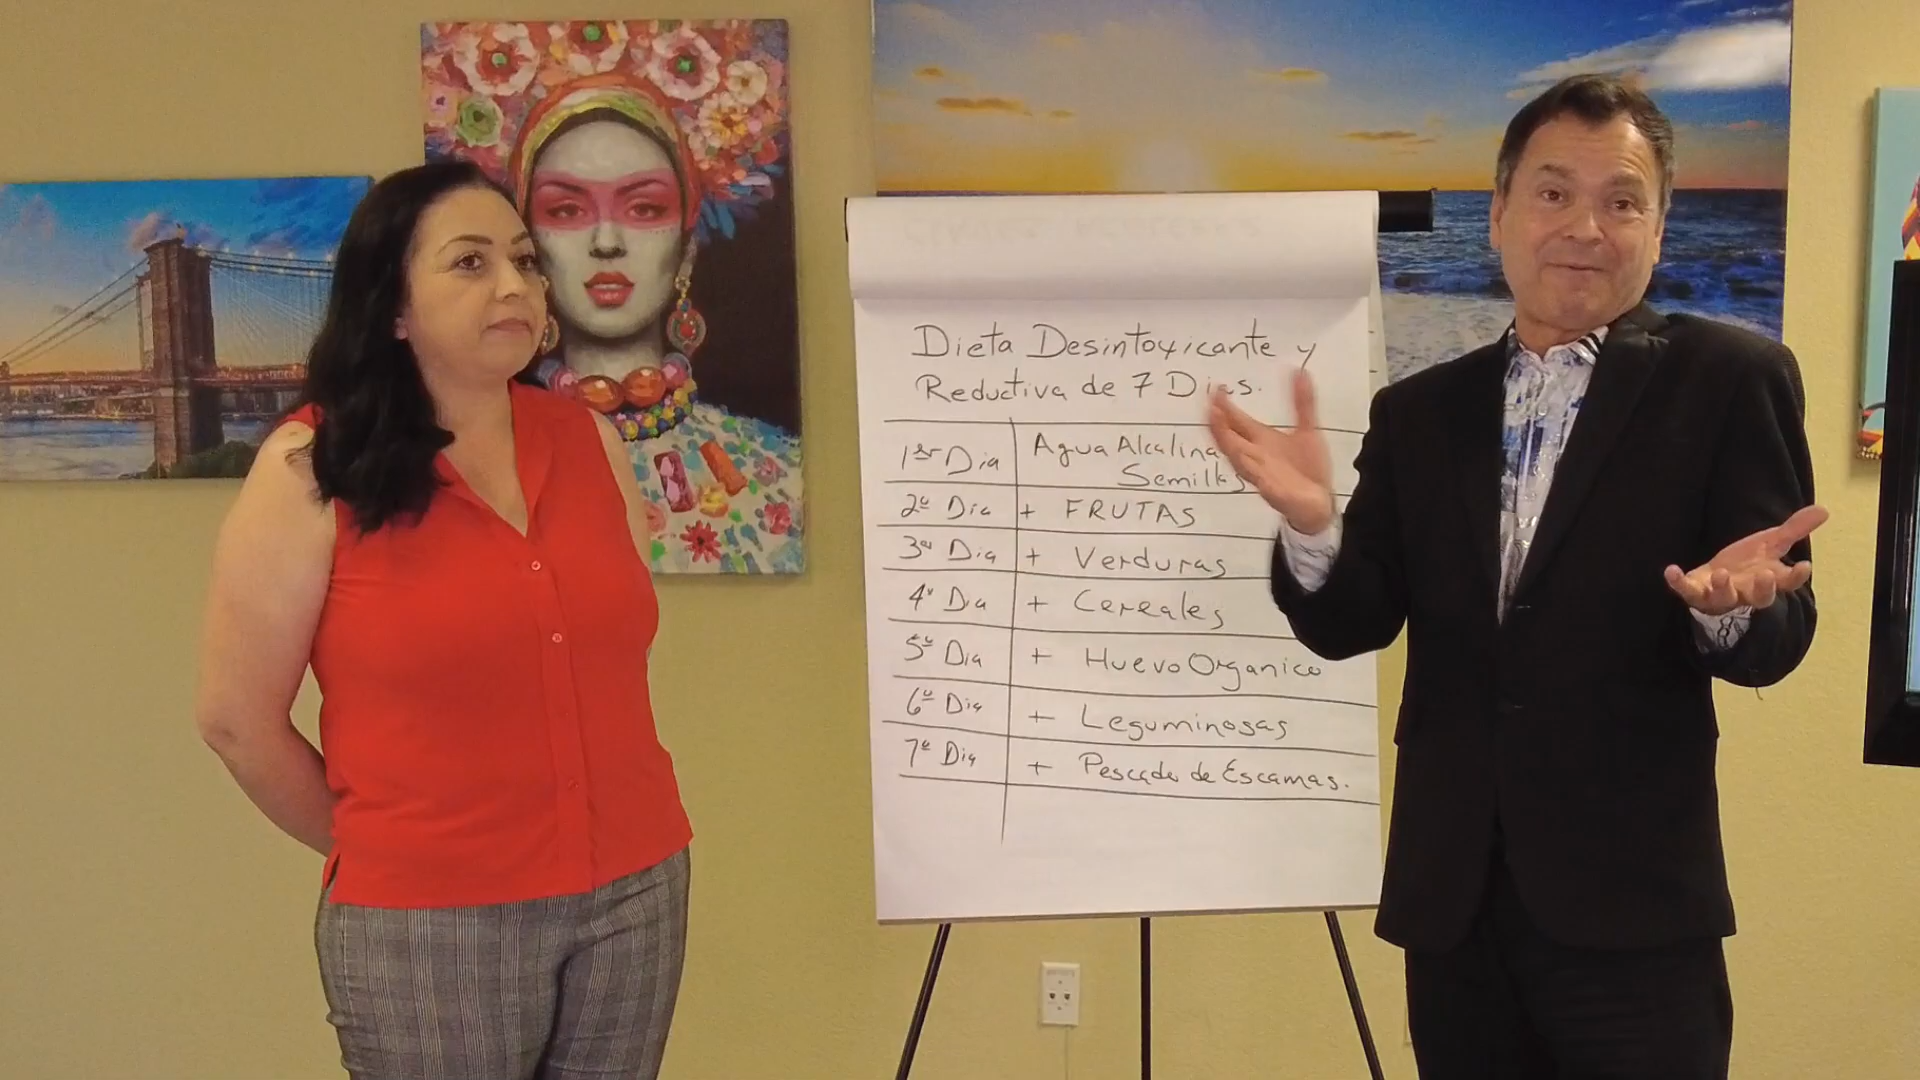 Dieta Desintoxicante y
Reductiva de 7 Dias.
1er Dia Agua Alcalina
Semillas
2º Dia + FRUTAS
3er Dia + Verduras
4º Dia + Cereales
5º Dia + Huevo Organico
6º Dia + Leguminosas
7º Dia + Pescado de Escamas.